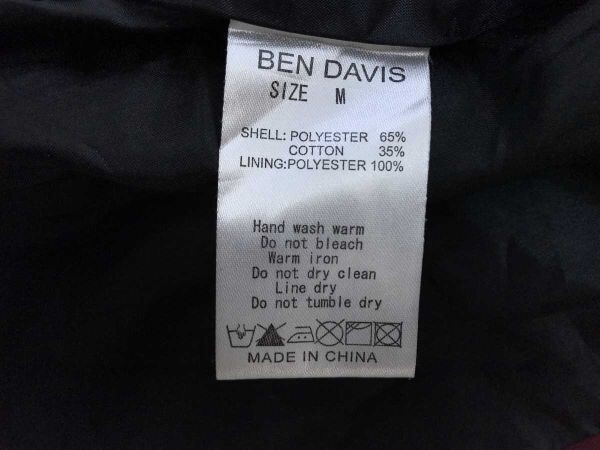 BEN DAVIS
SIZE M
SHELL: POLYESTER 65%
COTTON 35%
LINING:POLYESTER 100%
Hand wash warm
Do not bleach
Warm iron
Do not dry clean
Line dry
Do not tumble dry
MADE IN CHINA